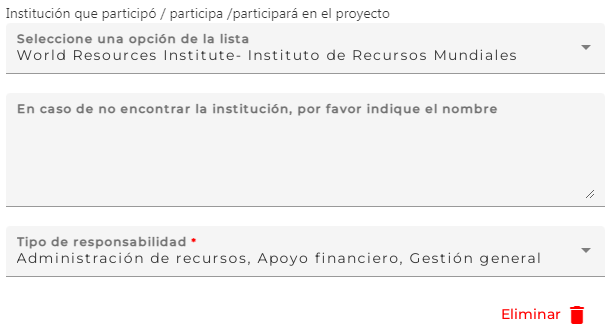 Institución que participó / participa /participará en el proyecto
Seleccione una opción de la lista
World Resources Institute- Instituto de Recursos Mundiales
En caso de no encontrar la institución, por favor indique el nombre
Tipo de responsabilidad *
Administración de recursos, Apoyo financiero, Gestión general
Eliminar